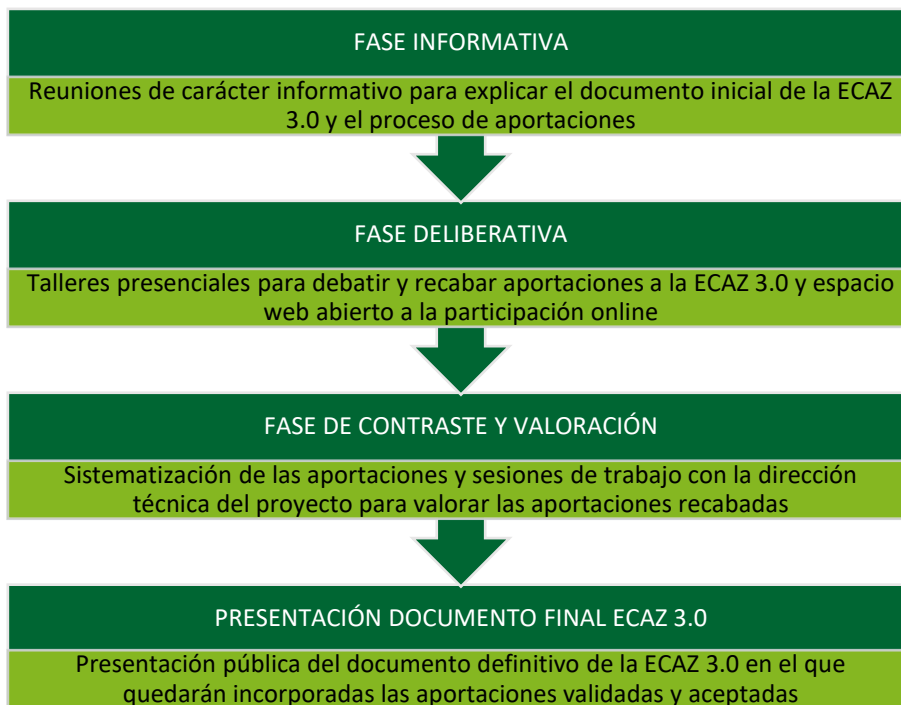 FASE INFORMATIVA
Reuniones de carácter informativo para explicar el documento inicial de la ECAZ
3.0 y el proceso de aportaciones
FASE DELIBERATIVA
Talleres presenciales para debatir y recabar aportaciones a la ECAZ 3.0 y espacio
web abierto a la participación online
FASE DE CONTRASTE Y VALORACIÓN
Sistematización de las aportaciones y sesiones de trabajo con la dirección
técnica del proyecto para valorar las aportaciones recabadas
PRESENTACIÓN DOCUMENTO FINAL ECAZ 3.0
Presentación pública del documento definitivo de la ECAZ 3.0 en el que
quedarán incorporadas las aportaciones validadas y aceptadas